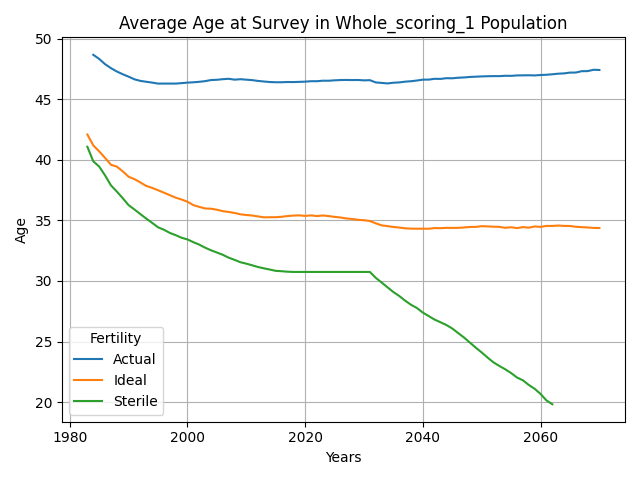 Average Age at Survey in Whole_scoring_1 Population
50
45
40
35
30
25
20
Age
Fertility
Actual
Ideal
Sterile
1980
2000
2020
2040
2060
Years